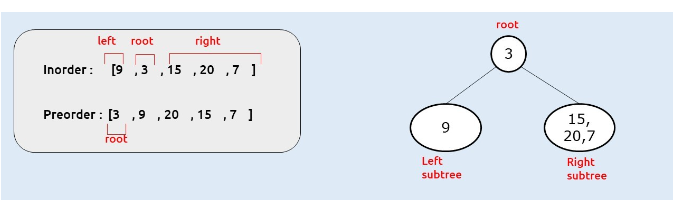 left root right
Inorder : [9 , 3 , 15 , 20 , 7 ]
Preorder : [3 , 9 , 20 , 15 , 7 ]
root
root
3
9
15,
20,7
Left
subtree
Right
subtree